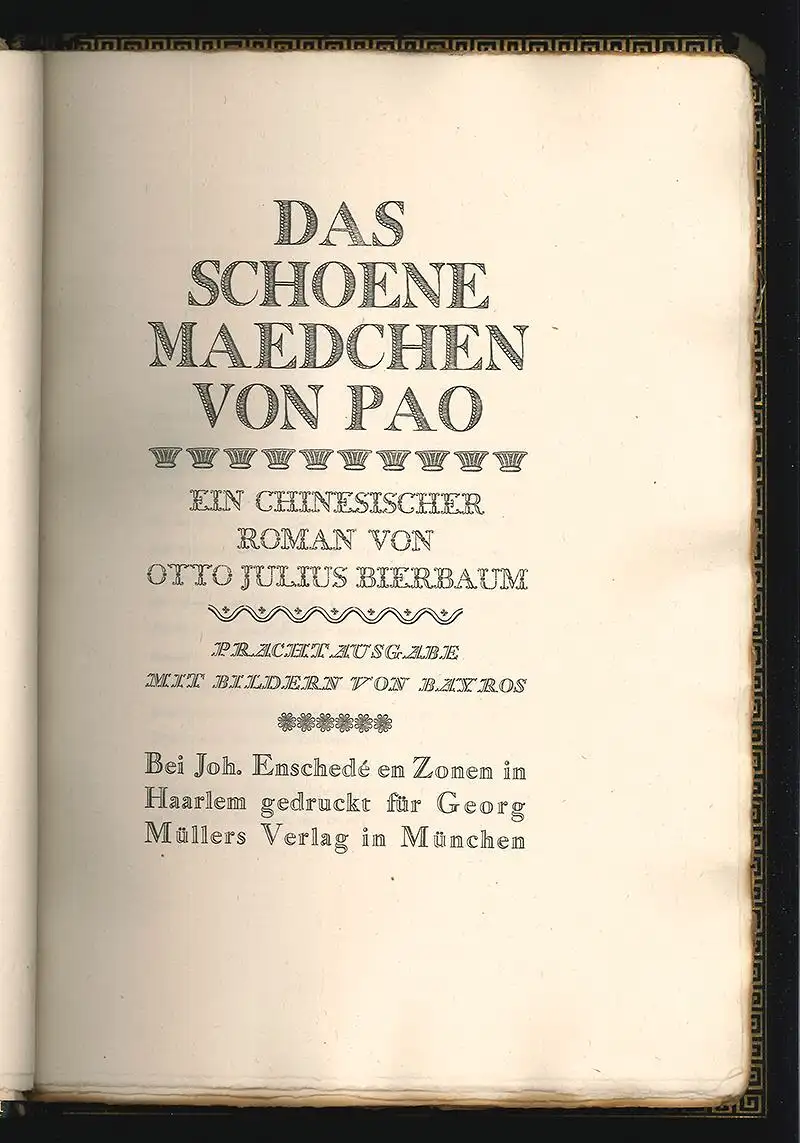 DAS
SCHOENE
MAEDCHEN
VON PAO
EIN CHINESISCHER
ROMAN VON
OTTO JULIUS BIERBAUM
PRACHTAUSGABE
MIT BILDERN VON BAYROS
Bei Joh. Enschedé en Zonen in
Haarlem gedruckt für Georg
Müllers Verlag in München